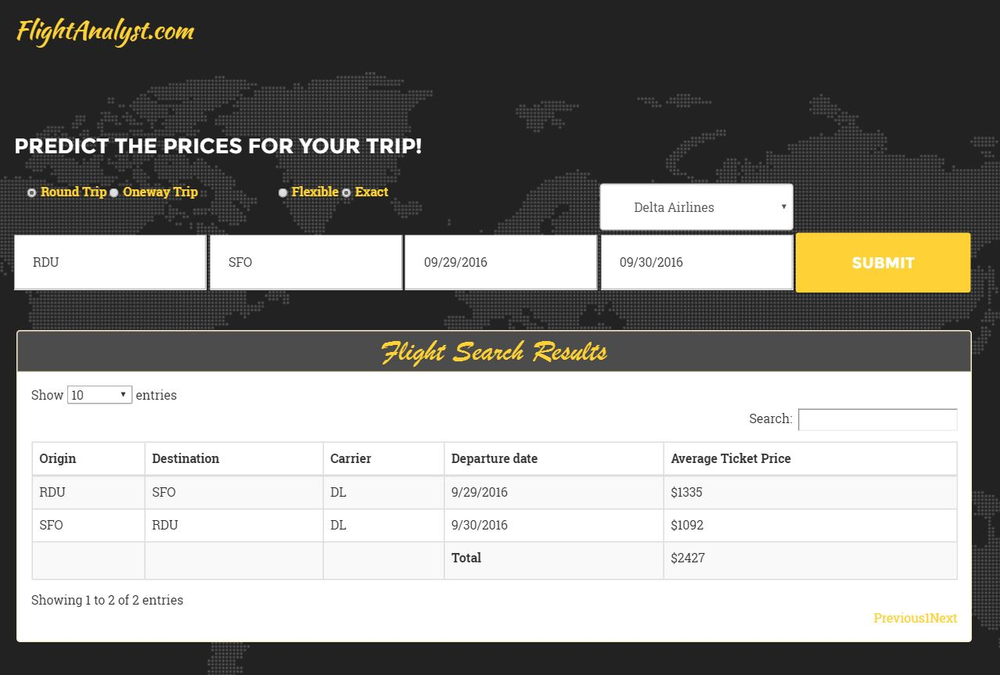 FlightAnalyst.com
PREDICT THE PRICES FOR YOUR TRIP!
Round Trip Oneway Trip Flexible Exact
Delta Airlines
RDU SFO 09/29/2016 09/30/2016 SUBMIT
Flight Search Results
Show 10 entries
Search:
Origin Destination Carrier Departure date Average Ticket Price
RDU SFO DL 9/29/2016 $1335
SFO RDU DL 9/30/2016 $1092
Total $2427
Showing 1 to 2 of 2 entries
Previous1Next